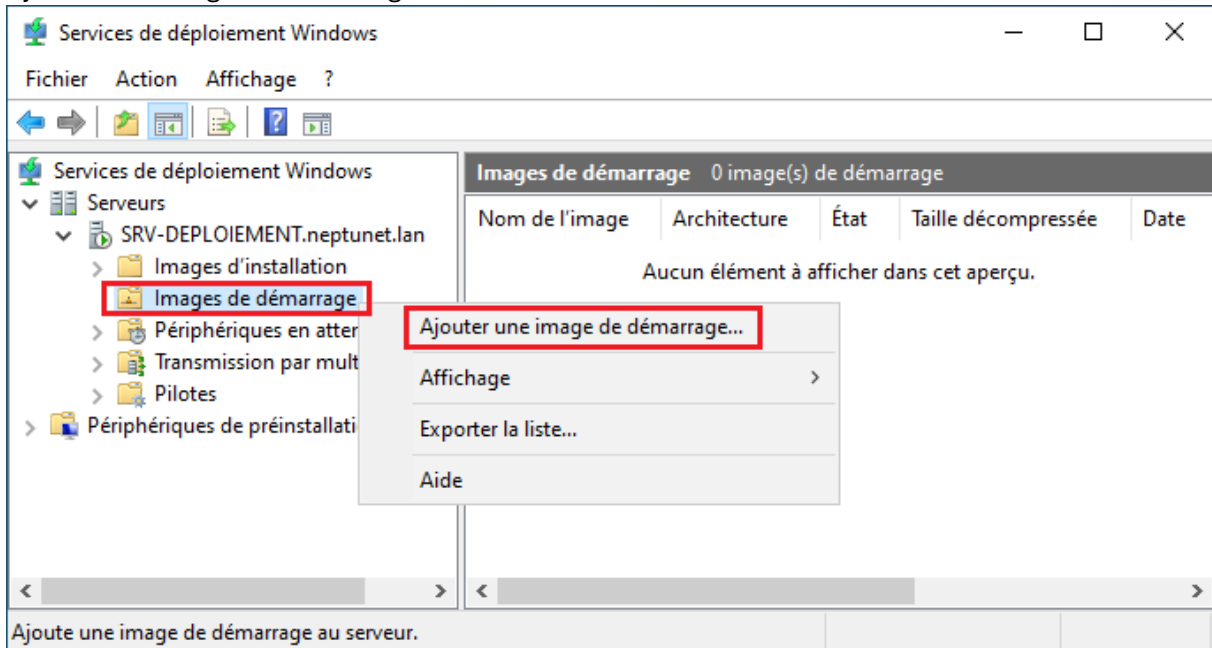 Services de déploiement Windows
Fichier Action Affichage ?
Services de déploiement Windows
Serveurs
SRV-DEPLOIEMENT.neptunet.lan
Images d'installation
Images de démarrage
Périphériques en atter
Transmission par mult
Pilotes
Périphériques de préinstallati
Images de démarrage 0 image(s) de démarrage
Nom de l'image Architecture État Taille décompressée Date
Aucun élément à afficher dans cet aperçu.
Ajouter une image de démarrage...
Affichage
Exporter la liste...
Aide
Ajoute une image de démarrage au serveur.